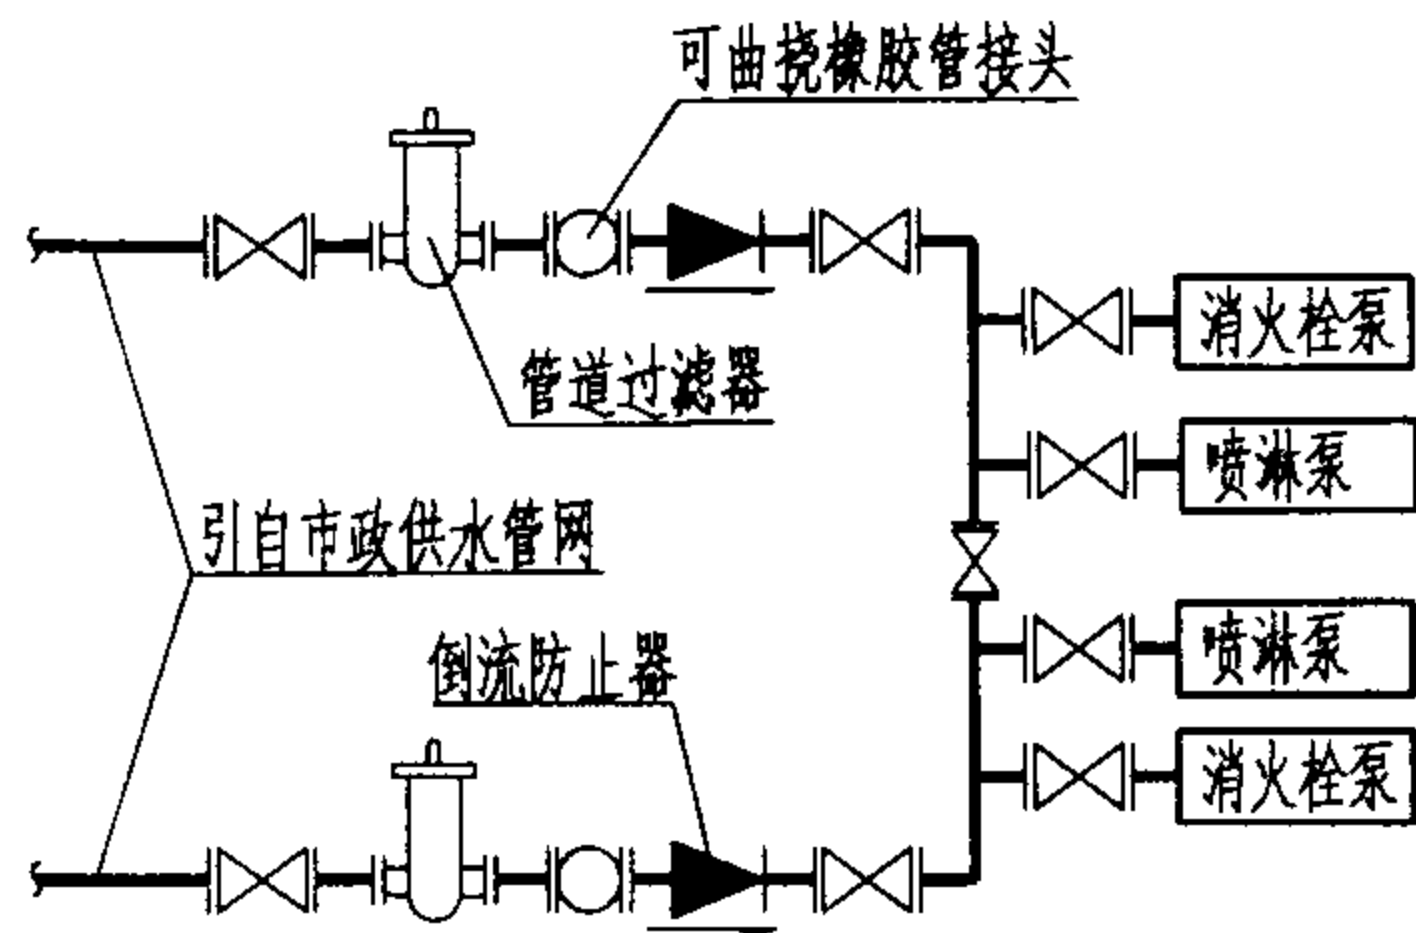 可曲挠橡胶管接头
消火栓泵
管道过滤器
喷淋泵
引自市政供水管网
喷淋泵
倒流防止器
消火栓泵